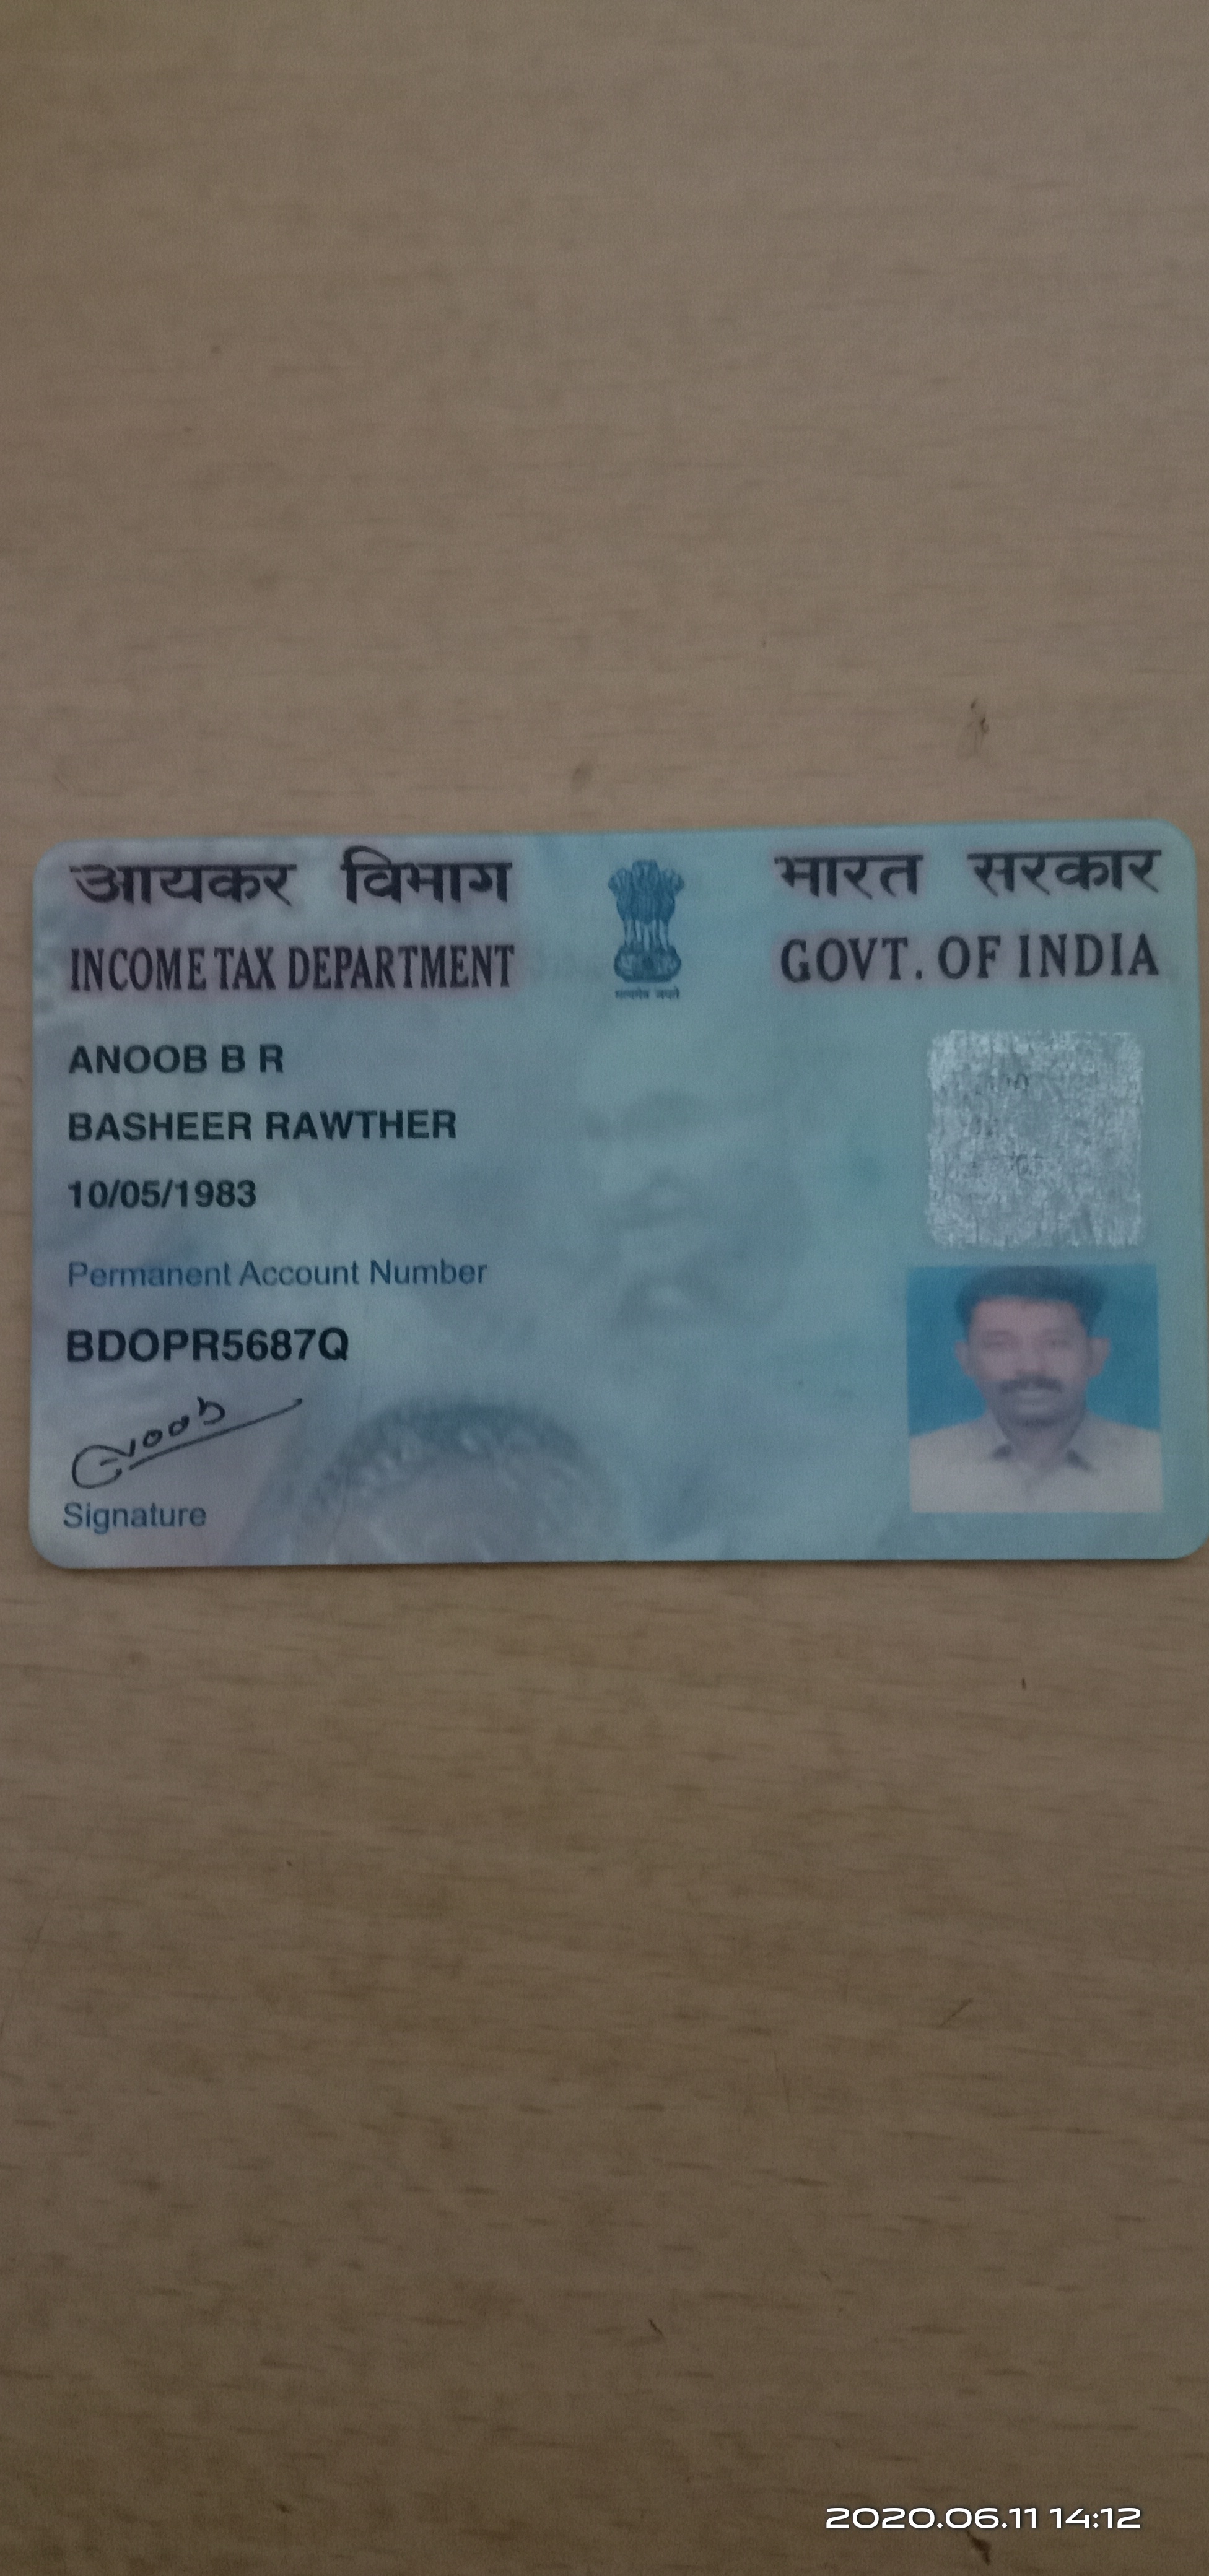 आयकर विभाग
भारत सरकार
INCOME TAX DEPARTMENT
GOVT. OF INDIA
सत्यमेव जयते
ANOOB B R
BASHEER RAWTHER
10/05/1983
Permanent Account Number
BDOPR5687Q
Anoob
Signature
2020.06.11 14:12